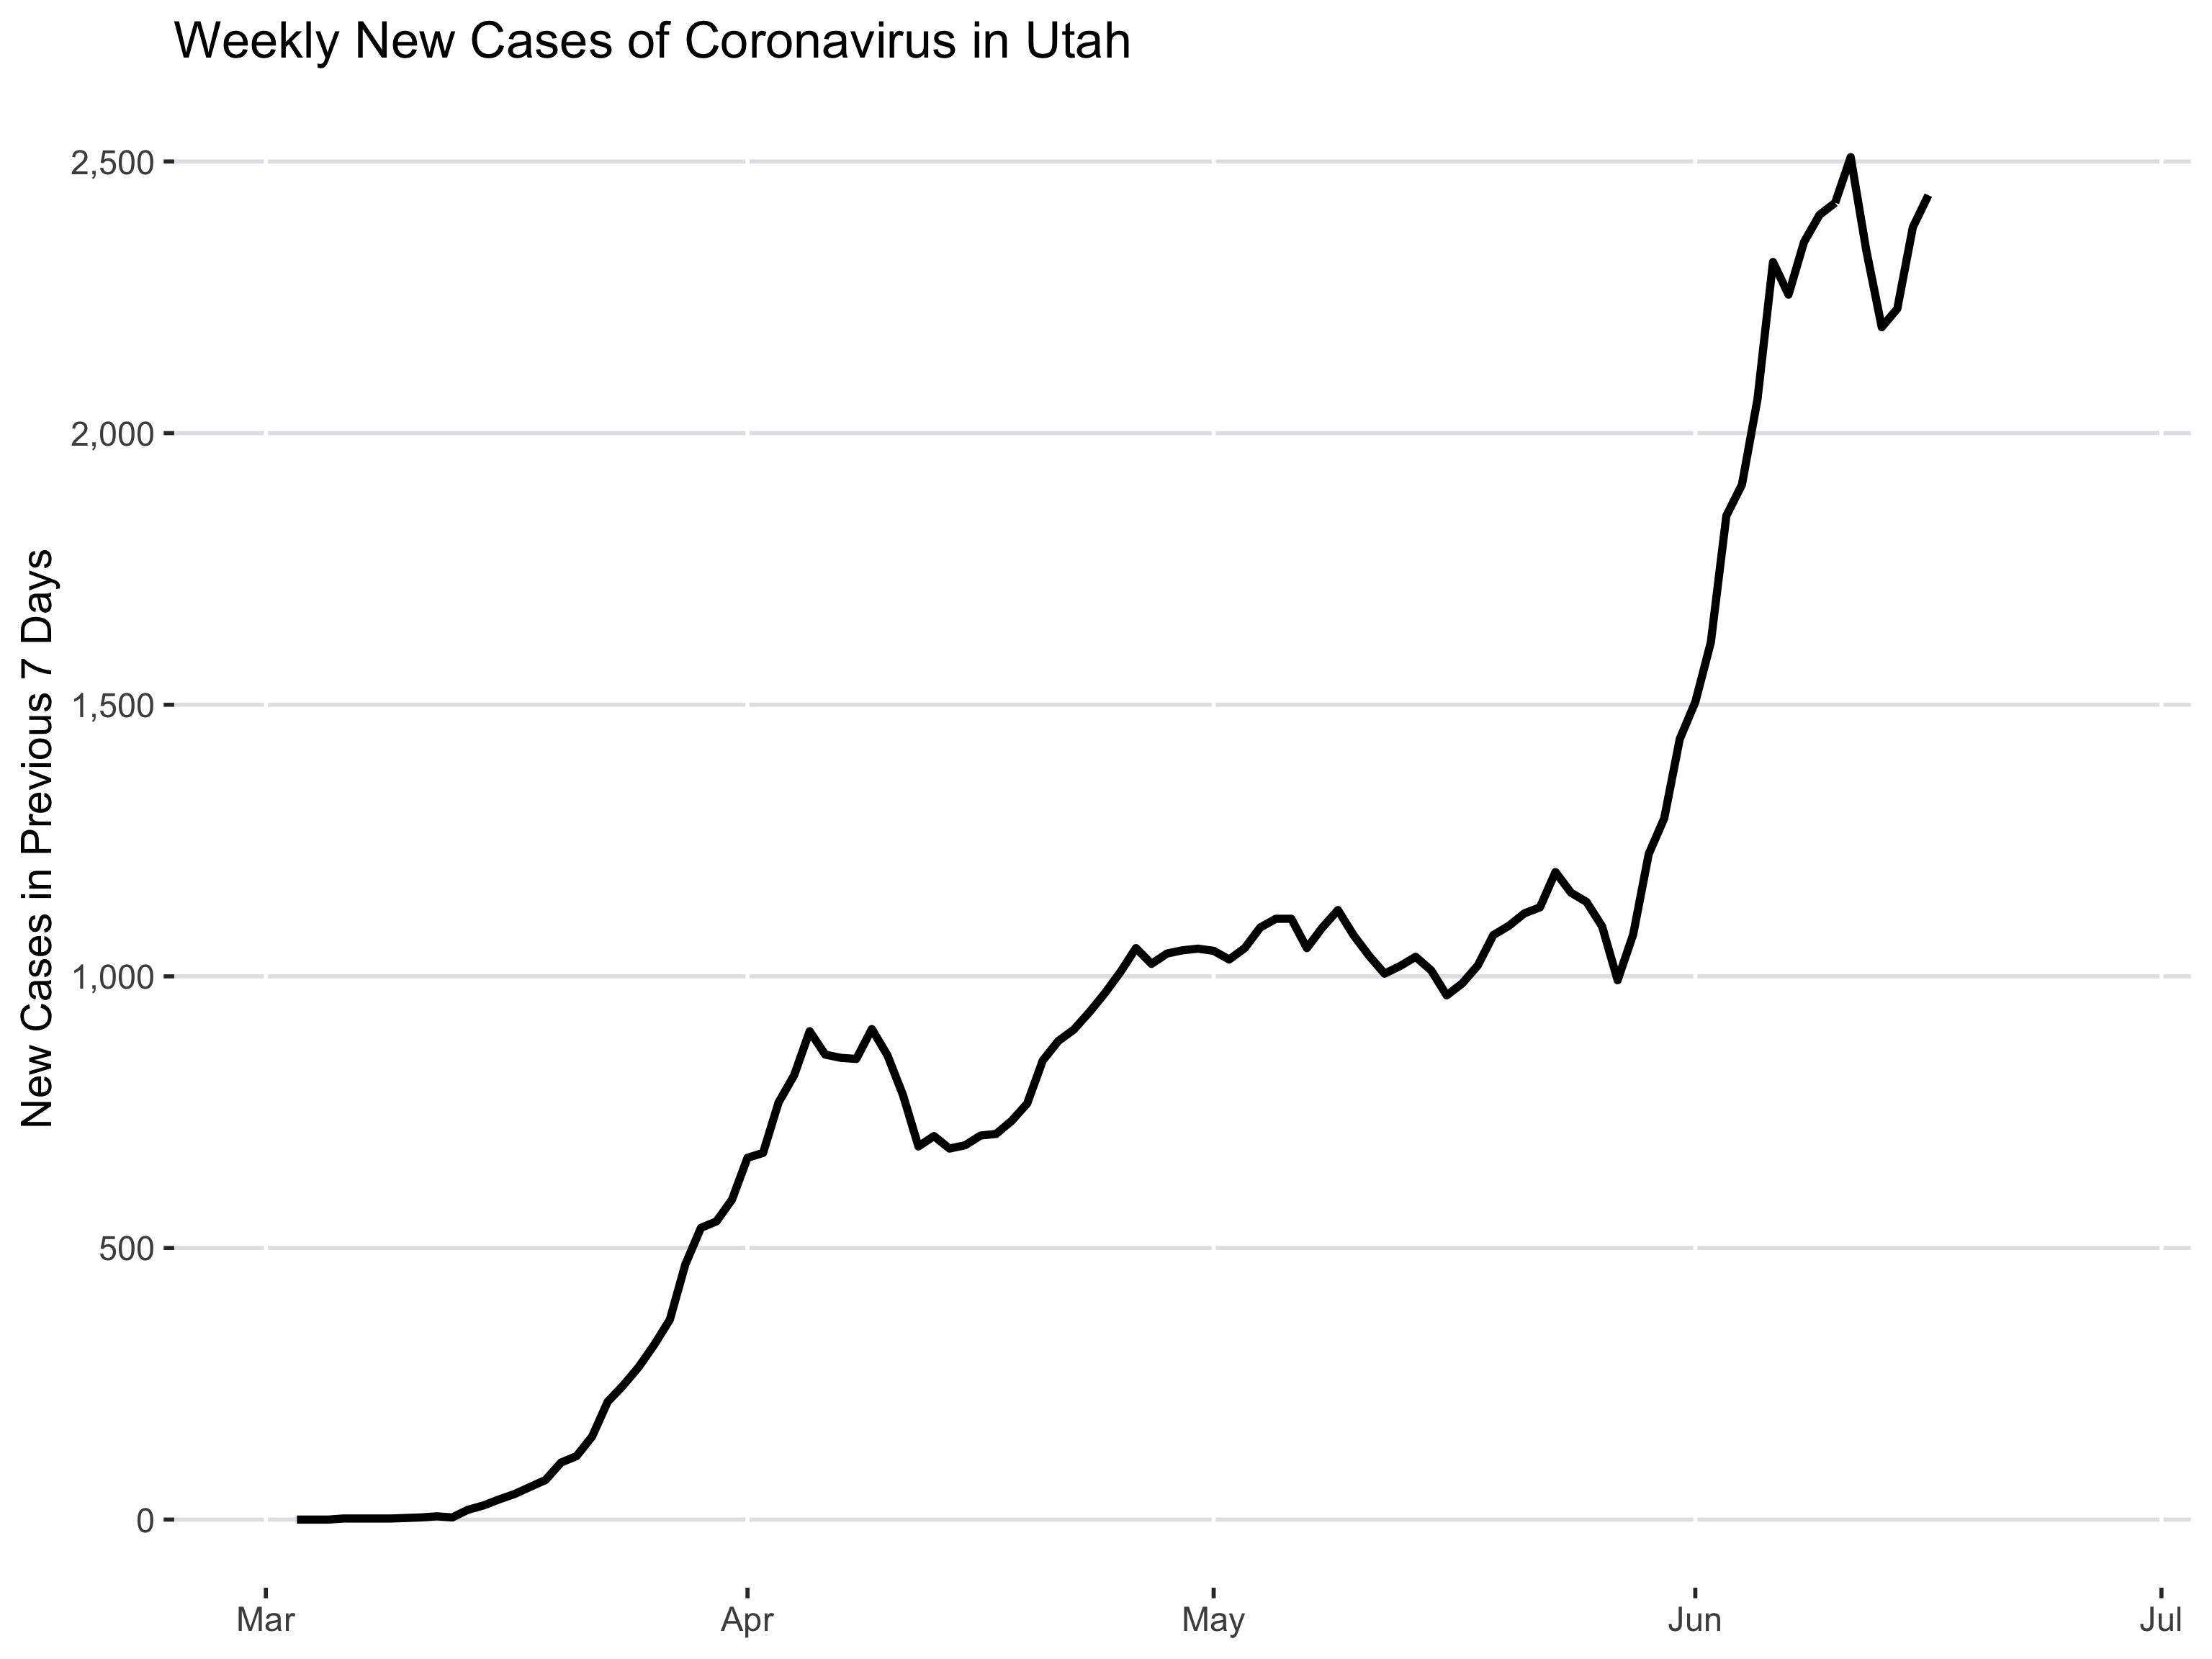 Weekly New Cases of Coronavirus in Utah
New Cases in Previous 7 Days
2,500
2,000
1,500
1,000
500
0
Mar Apr May Jun Jul